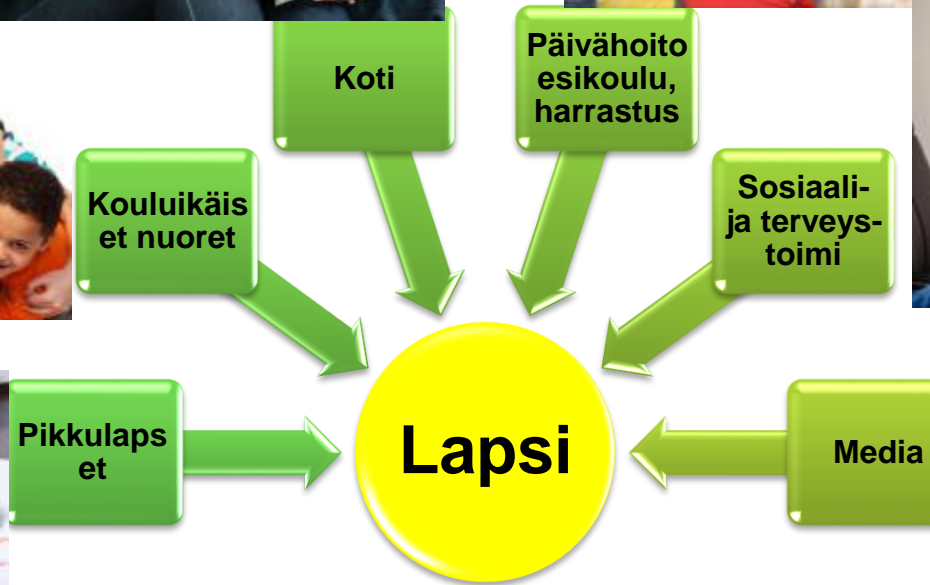 Koti
Päivähoito
esikoulu,
harrastus
Kouluikäis
et nuoret
Sosiaali-
ja terveys-
toimi
Pikkulaps
et
Lapsi
Media